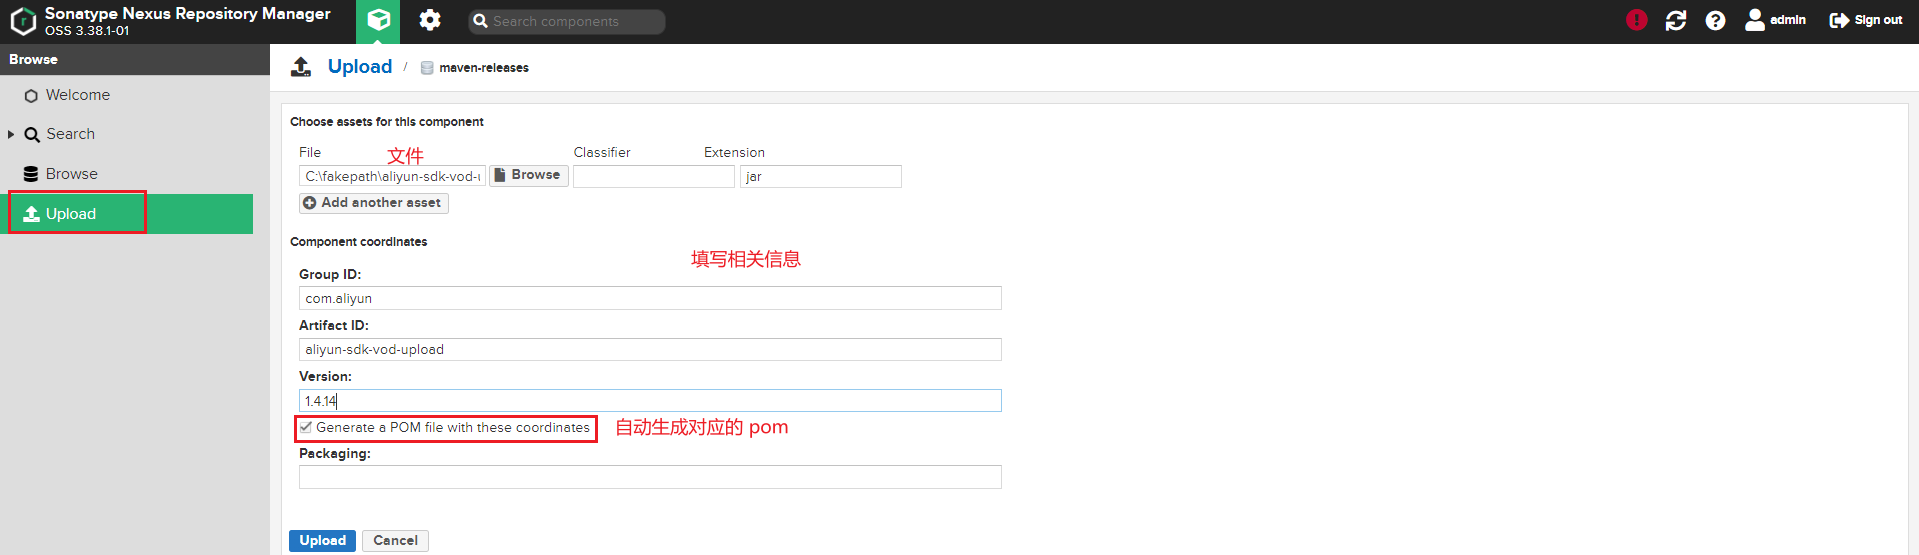 Sonatype Nexus Repository Manager
OSS 3.38.1-01
Search components
admin
Sign out
Browse
Welcome
Search
Browse
Upload
Upload / maven-releases
Choose assets for this component
File 文件 Classifier Extension
C:\fakepath\aliyun-sdk-vod-u Browse jar
Add another asset
Component coordinates
填写相关信息
Group ID:
com.aliyun
Artifact ID:
aliyun-sdk-vod-upload
Version:
1.4.14
Generate a POM file with these coordinates 自动生成对应的 pom
Packaging:
Upload Cancel